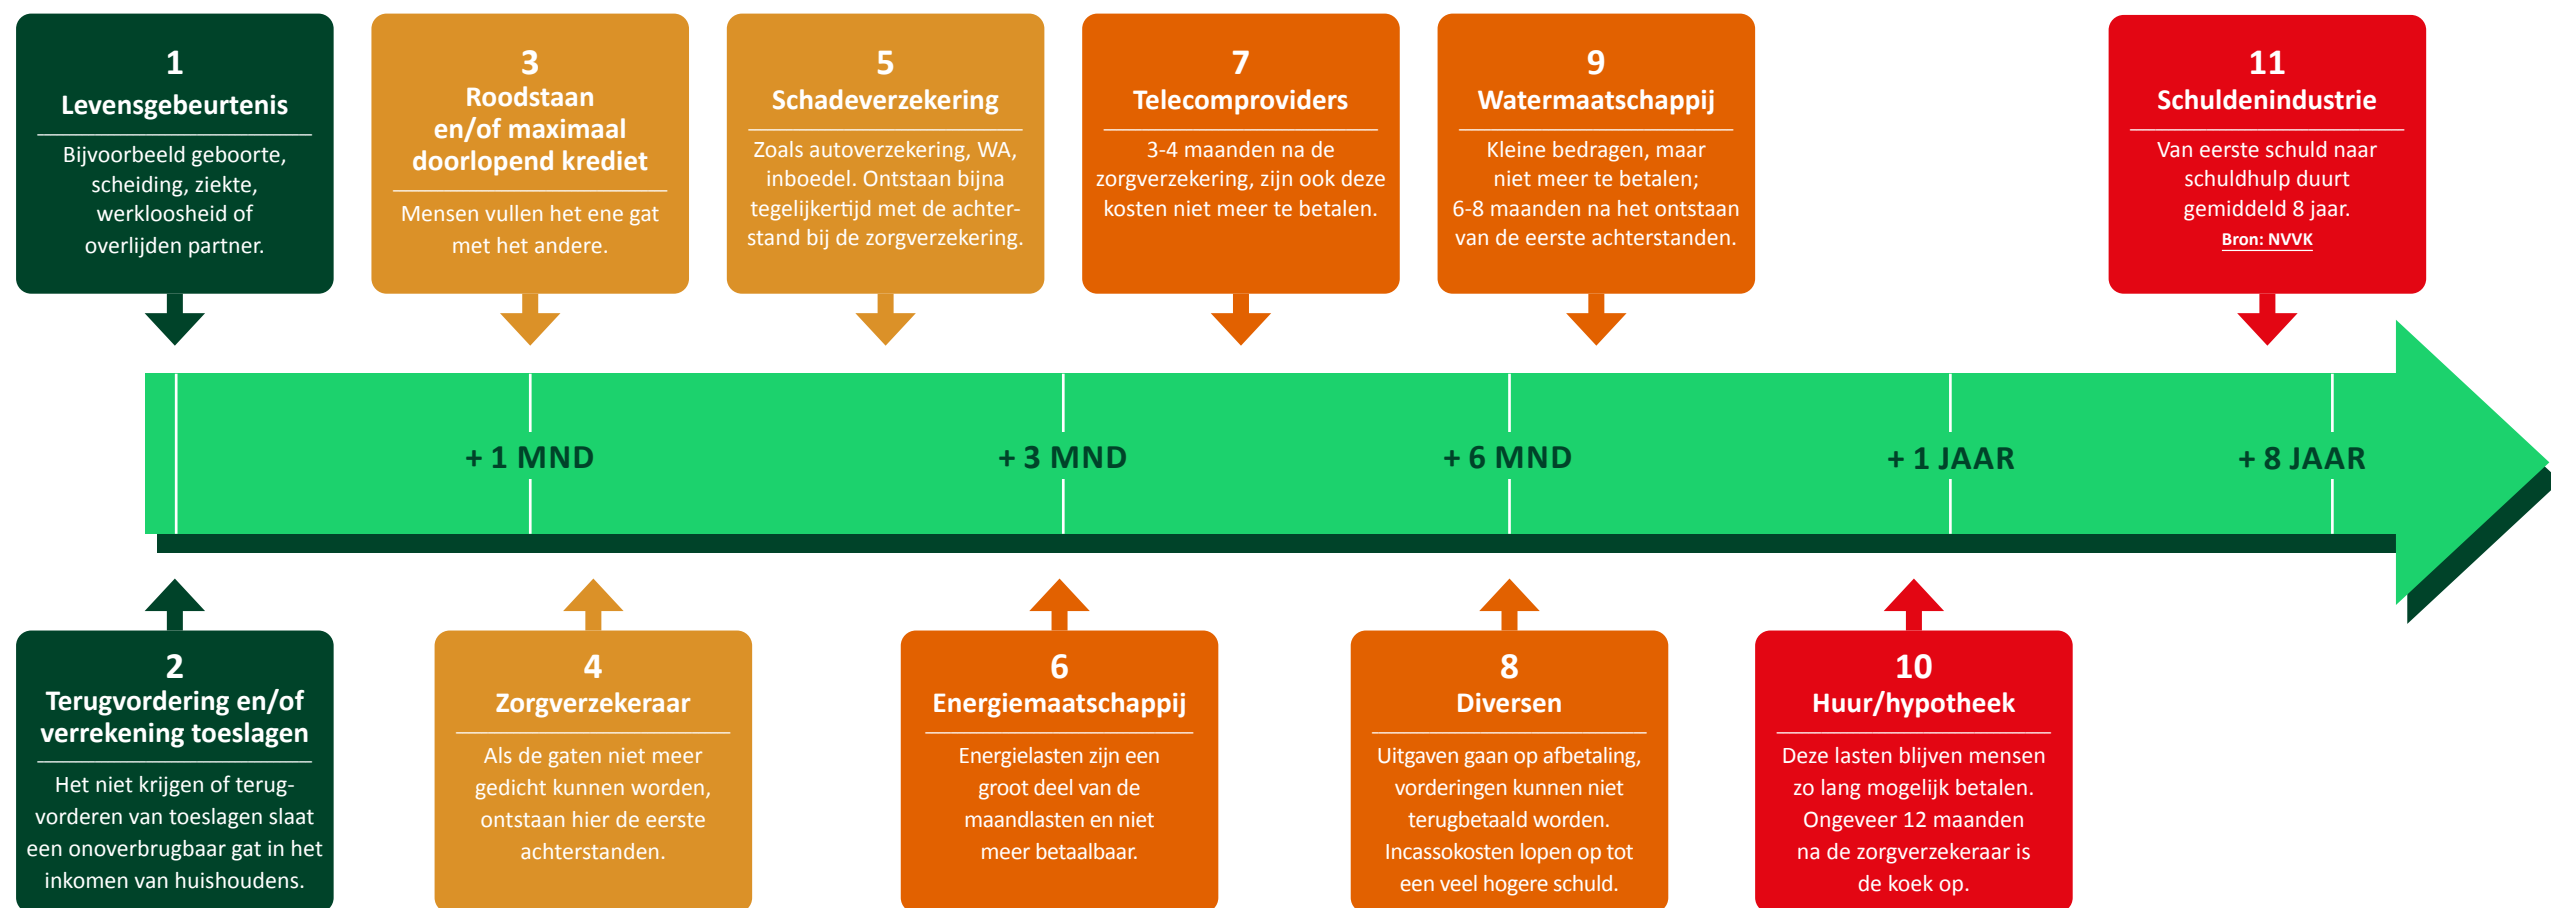 1
Levensgebeurtenis
Bijvoorbeeld geboorte,
scheiding, ziekte,
werkloosheid of
overlijden partner.
3
Roodstaan
en/of maximaal
doorlopend krediet
Mensen vullen het ene gat
met het andere.
5
Schadeverzekering
Zoals autoverzekering, WA,
inboedel. Ontstaan bijna
tegelijkertijd met de achter-
stand bij de zorgverzekering.
7
Telecomproviders
3-4 maanden na de
zorgverzekering, zijn ook deze
kosten niet meer te betalen.
9
Watermaatschappij
Kleine bedragen, maar
niet meer te betalen;
6-8 maanden na het ontstaan
van de eerste achterstanden.
11
Schuldenindustrie
Van eerste schuld naar
schuldhulp duurt
gemiddeld 8 jaar.
Bron: NVVK
+ 1 MND
+ 3 MND
+ 6 MND
+ 1 JAAR
+ 8 JAAR
2
Terugvordering en/of
verrekening toeslagen
Het niet krijgen of terug-
vorderen van toeslagen slaat
een onoverbrugbaar gat in het
inkomen van huishoudens.
4
Zorgverzekeraar
Als de gaten niet meer
gedicht kunnen worden,
ontstaan hier de eerste
achterstanden.
6
Energiemaatschappij
Energielasten zijn een
groot deel van de
maandlasten en niet
meer betaalbaar.
8
Diversen
Uitgaven gaan op afbetaling,
vorderingen kunnen niet
terugbetaald worden.
Incassokosten lopen op tot
een veel hogere schuld.
10
Huur/hypotheek
Deze lasten blijven mensen
zo lang mogelijk betalen.
Ongeveer 12 maanden
na de zorgverzekeraar is
de koek op.